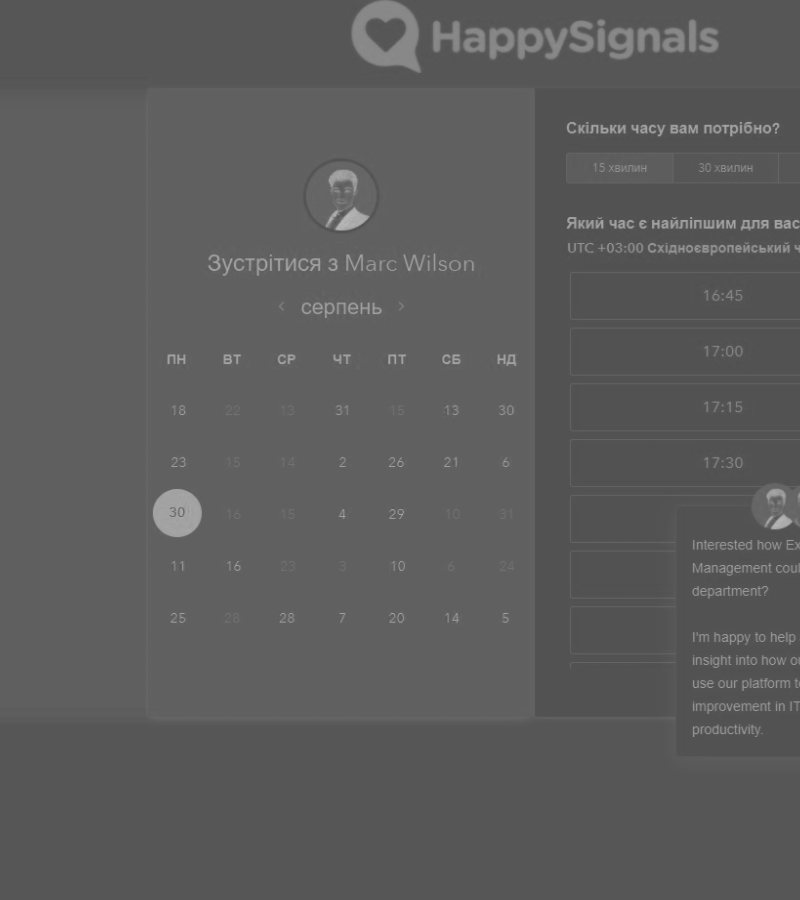 HappySignals
Зустрітися з Marc Wilson
‹ серпень ›
ПН ВТ СР ЧТ ПТ СБ НД
18 22 13 31 15 13 30
23 15 14 2 26 21 6
30 16 15 4 29 10 31
11 16 23 3 10 6 24
25 28 28 7 20 14 5
Скільки часу вам потрібно?
15 хвилин 30 хвилин
Який час є найліпшим для вас
UTC +03:00 Східноєвропейський
16:45
17:00
17:15
17:30
Interested how
Management
department?
I'm happy to help
insight into how
use our platform
improvement in
productivity.